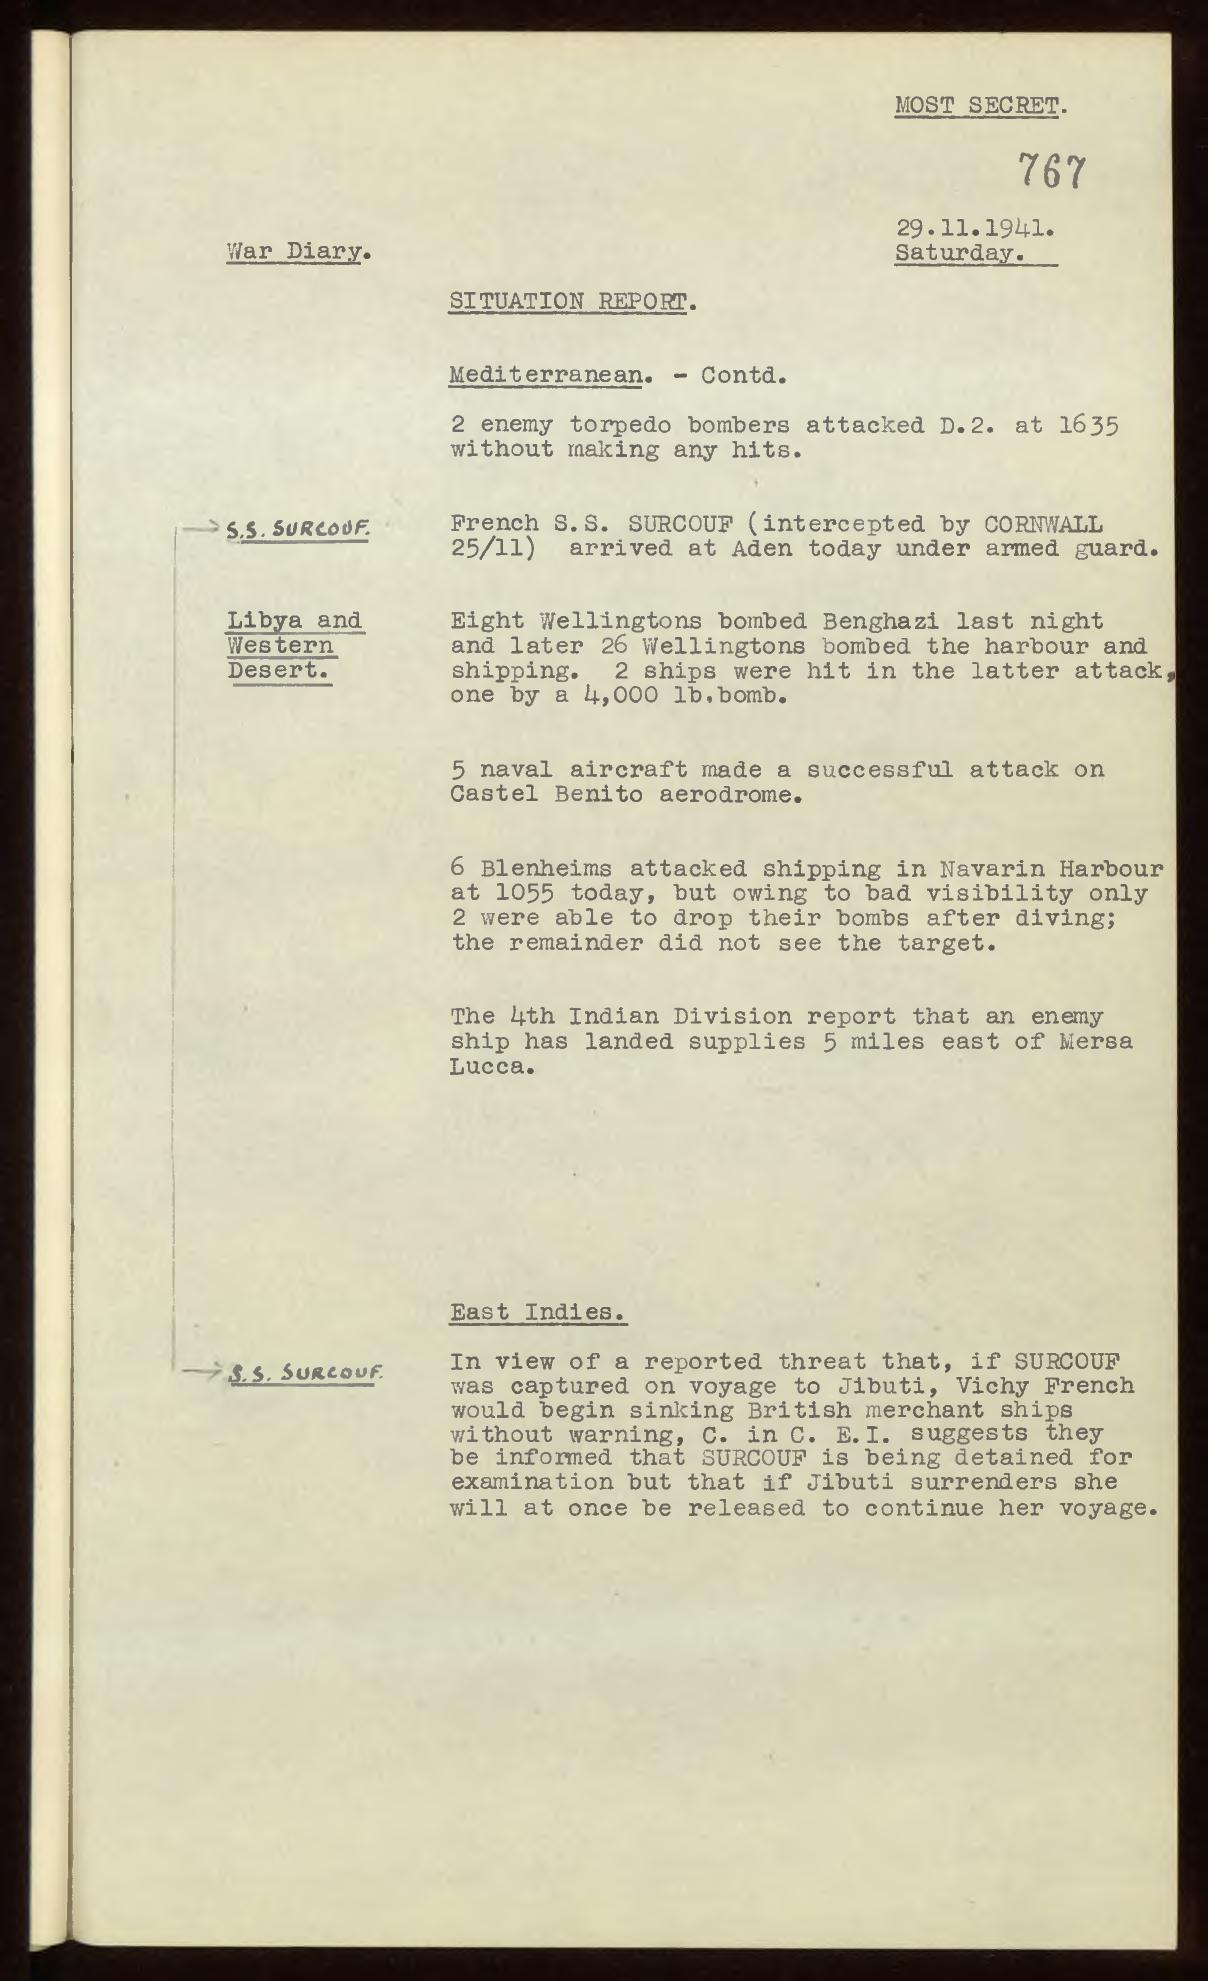 MOST SECRET.
767
29.11.1941.
Saturday.
War Diary.
SITUATION REPORT.
Mediterranean. - Contd.
2 enemy torpedo bombers attacked D.2. at 1635
without making any hits.
S.S. SURCOUF.
French S.S. SURCOUF (intercepted by CORNWALL
25/11) arrived at Aden today under armed guard.
Libya and
Western
Desert.
Eight Wellingtons bombed Benghazi last night
and later 26 Wellingtons bombed the harbour and
shipping. 2 ships were hit in the latter attack,
one by a 4,000 lb.bomb.
5 naval aircraft made a successful attack on
Castel Benito aerodrome.
6 Blenheims attacked shipping in Navarin Harbour
at 1055 today, but owing to bad visibility only
2 were able to drop their bombs after diving;
the remainder did not see the target.
The 4th Indian Division report that an enemy
ship has landed supplies 5 miles east of Mersa
Lucca.
East Indies.
S.S. SURCOUF.
In view of a reported threat that, if SURCOUF
was captured on voyage to Jibuti, Vichy French
would begin sinking British merchant ships
without warning, C. in C. E.I. suggests they
be informed that SURCOUF is being detained for
examination but that if Jibuti surrenders she
will at once be released to continue her voyage.